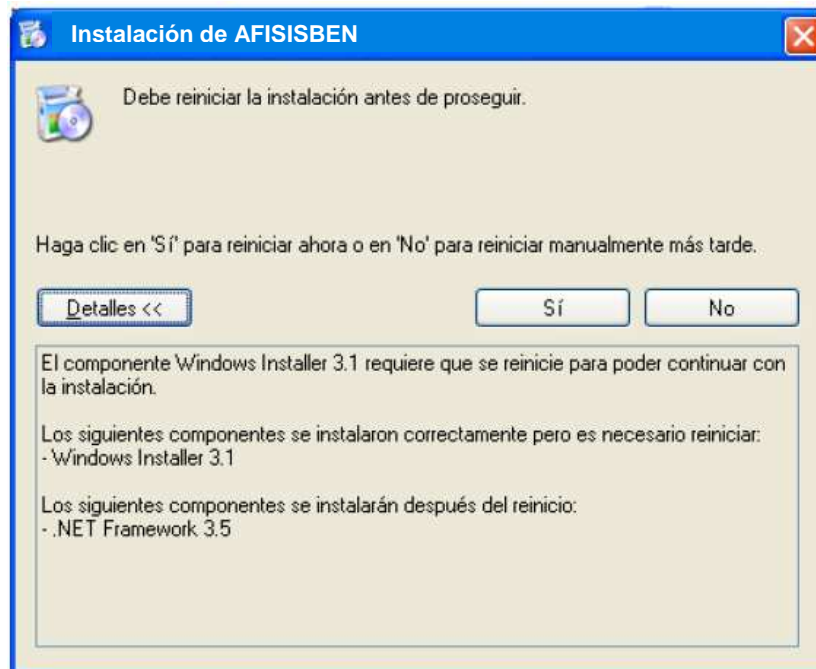 Instalación de AFISISBEN
Debe reiniciar la instalación antes de proseguir.
Haga clic en 'Sí' para reiniciar ahora o en 'No' para reiniciar manualmente más tarde.
Detalles <<
Sí
No
El componente Windows Installer 3.1 requiere que se reinicie para poder continuar con
la instalación.
Los siguientes componentes se instalaron correctamente pero es necesario reiniciar:
- Windows Installer 3.1
Los siguientes componentes se instalarán después del reinicio:
- .NET Framework 3.5